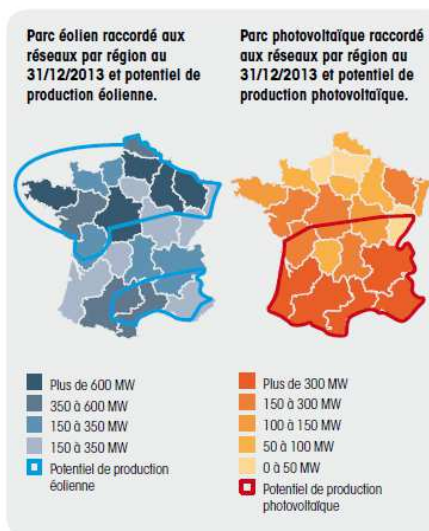 Parc éolien raccordé aux
réseaux par région au
31/12/2013 et potentiel de
production éolienne.
Plus de 600 MW
350 à 600 MW
150 à 350 MW
150 à 350 MW
Potentiel de production
éolienne
Parc photovoltaïque raccordé
aux réseaux par région au
31/12/2013 et potentiel de
production photovoltaïque.
Plus de 300 MW
150 à 300 MW
100 à 150 MW
50 à 100 MW
0 à 50 MW
Potentiel de production
photovoltaïque